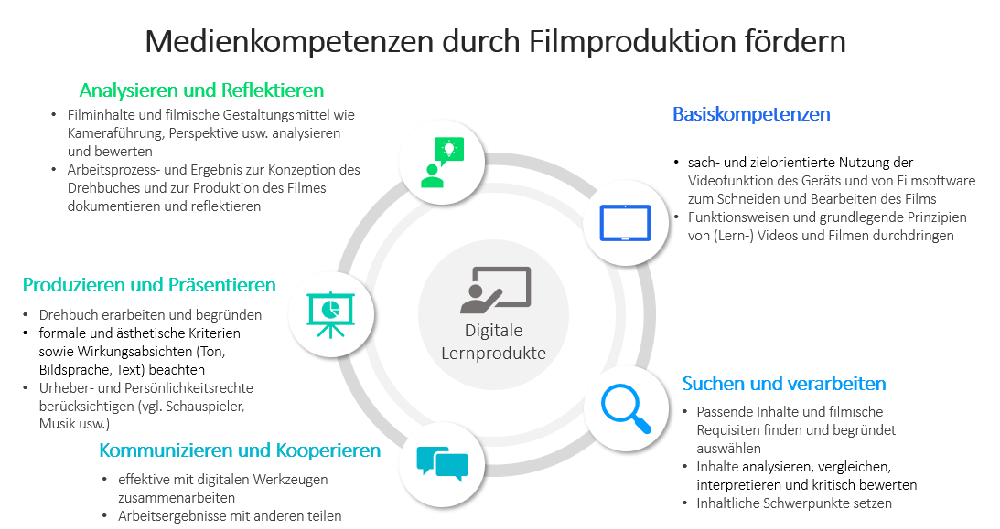 Medienkompetenzen durch Filmproduktion fördern
Analysieren und Reflektieren
• Filminhalte und filmische Gestaltungsmittel wie
Kameraführung, Perspektive usw. analysieren
und bewerten
• Arbeitsprozess- und Ergebnis zur Konzeption des
Drehbuches und zur Produktion des Filmes
dokumentieren und reflektieren
Basiskompetenzen
• sach- und zielorientierte Nutzung der
Videofunktion des Geräts und von Filmsoftware
zum Schneiden und Bearbeiten des Films
• Funktionsweisen und grundlegende Prinzipien
von (Lern-) Videos und Filmen durchdringen
Produzieren und Präsentieren
• Drehbuch erarbeiten und begründen
• formale und ästhetische Kriterien
sowie Wirkungsabsichten (Ton,
Bildsprache, Text) beachten
• Urheber- und Persönlichkeitsrechte
berücksichtigen (vgl. Schauspieler,
Musik usw.)
Digitale
Lernprodukte
Suchen und verarbeiten
• Passende Inhalte und filmische
Requisiten finden und begründet
auswählen
• Inhalte analysieren, vergleichen,
interpretieren und kritisch bewerten
• Inhaltliche Schwerpunkte setzen
Kommunizieren und Kooperieren
• effektive mit digitalen Werkzeugen
zusammenarbeiten
• Arbeitsergebnisse mit anderen teilen